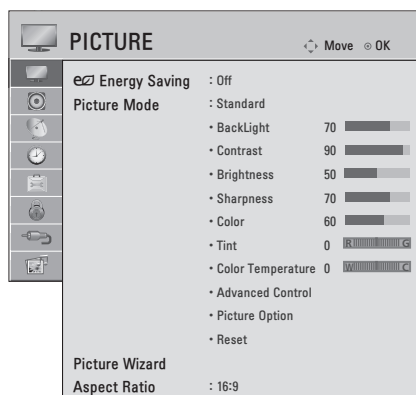 PICTURE
Move ⊙ OK
e Energy Saving : Off
Picture Mode : Standard
• BackLight 70
• Contrast 90
• Brightness 50
• Sharpness 70
• Color 60
• Tint 0 R G
• Color Temperature 0 W C
• Advanced Control
• Picture Option
• Reset
Picture Wizard
Aspect Ratio : 16:9